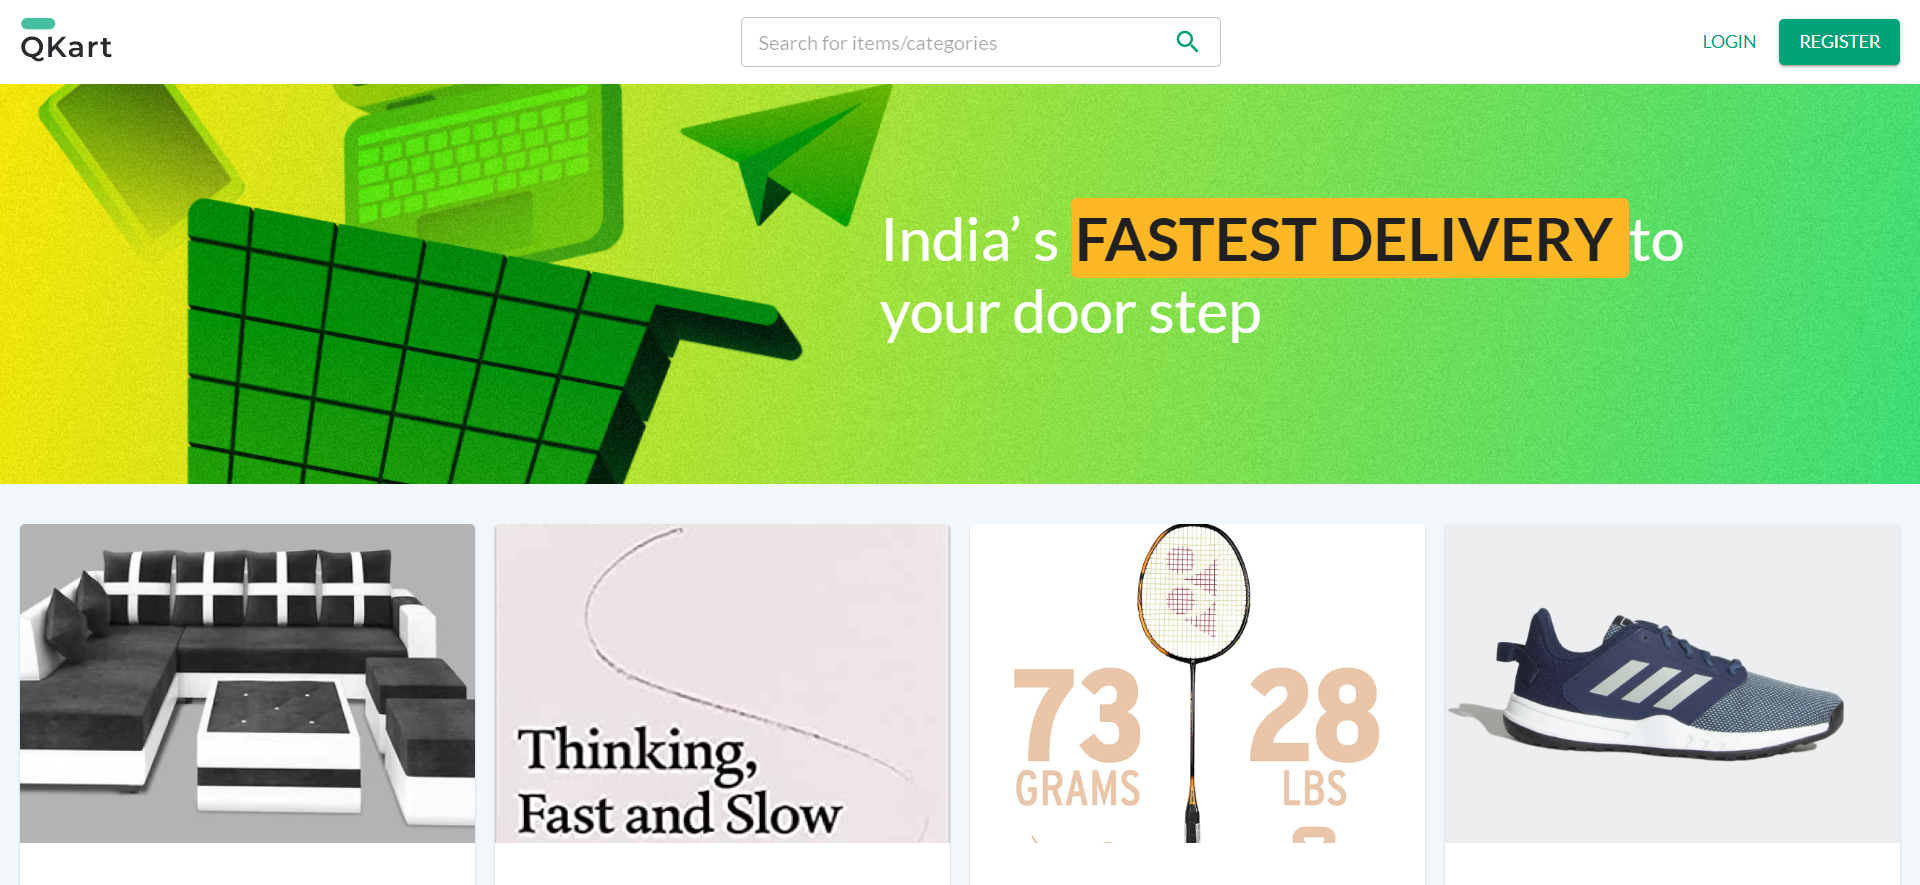 QKart
Search for items/categories
LOGIN
REGISTER
India’ s FASTEST DELIVERY to
your door step
Thinking,
Fast and Slow
73
GRAMS
28
LBS